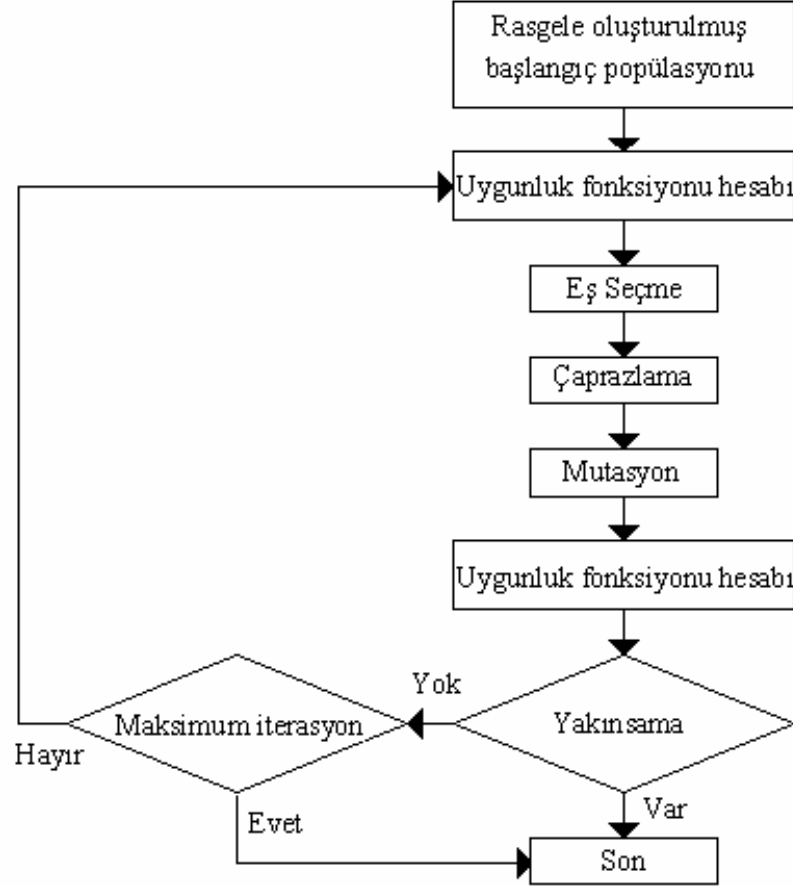 Rasgele oluşturulmuş
başlangıç popülasyonu
Uygunluk fonksiyonu hesabı
Eş Seçme
Çaprazlama
Mutasyon
Uygunluk fonksiyonu hesabı
Yok
Maksimum iterasyon
Yakınsama
Hayır
Evet
Var
Son